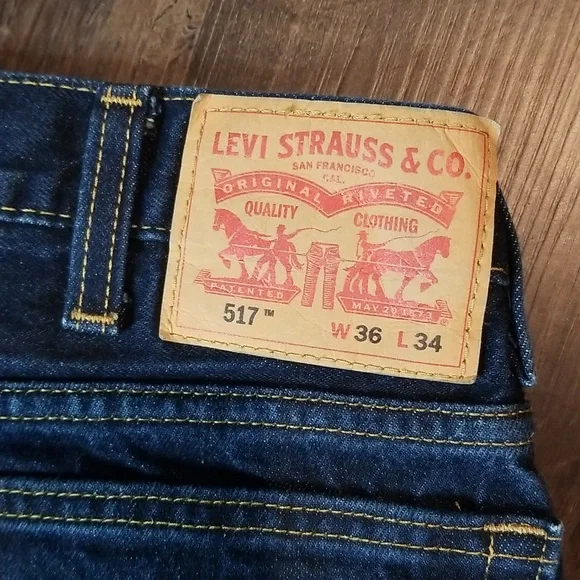 LEVI STRAUSS & CO.
SAN FRANCISCO
CAL.
ORIGINAL RIVETED
QUALITY CLOTHING
PATENTED MAY 20 1873
517™ W 36 L 34